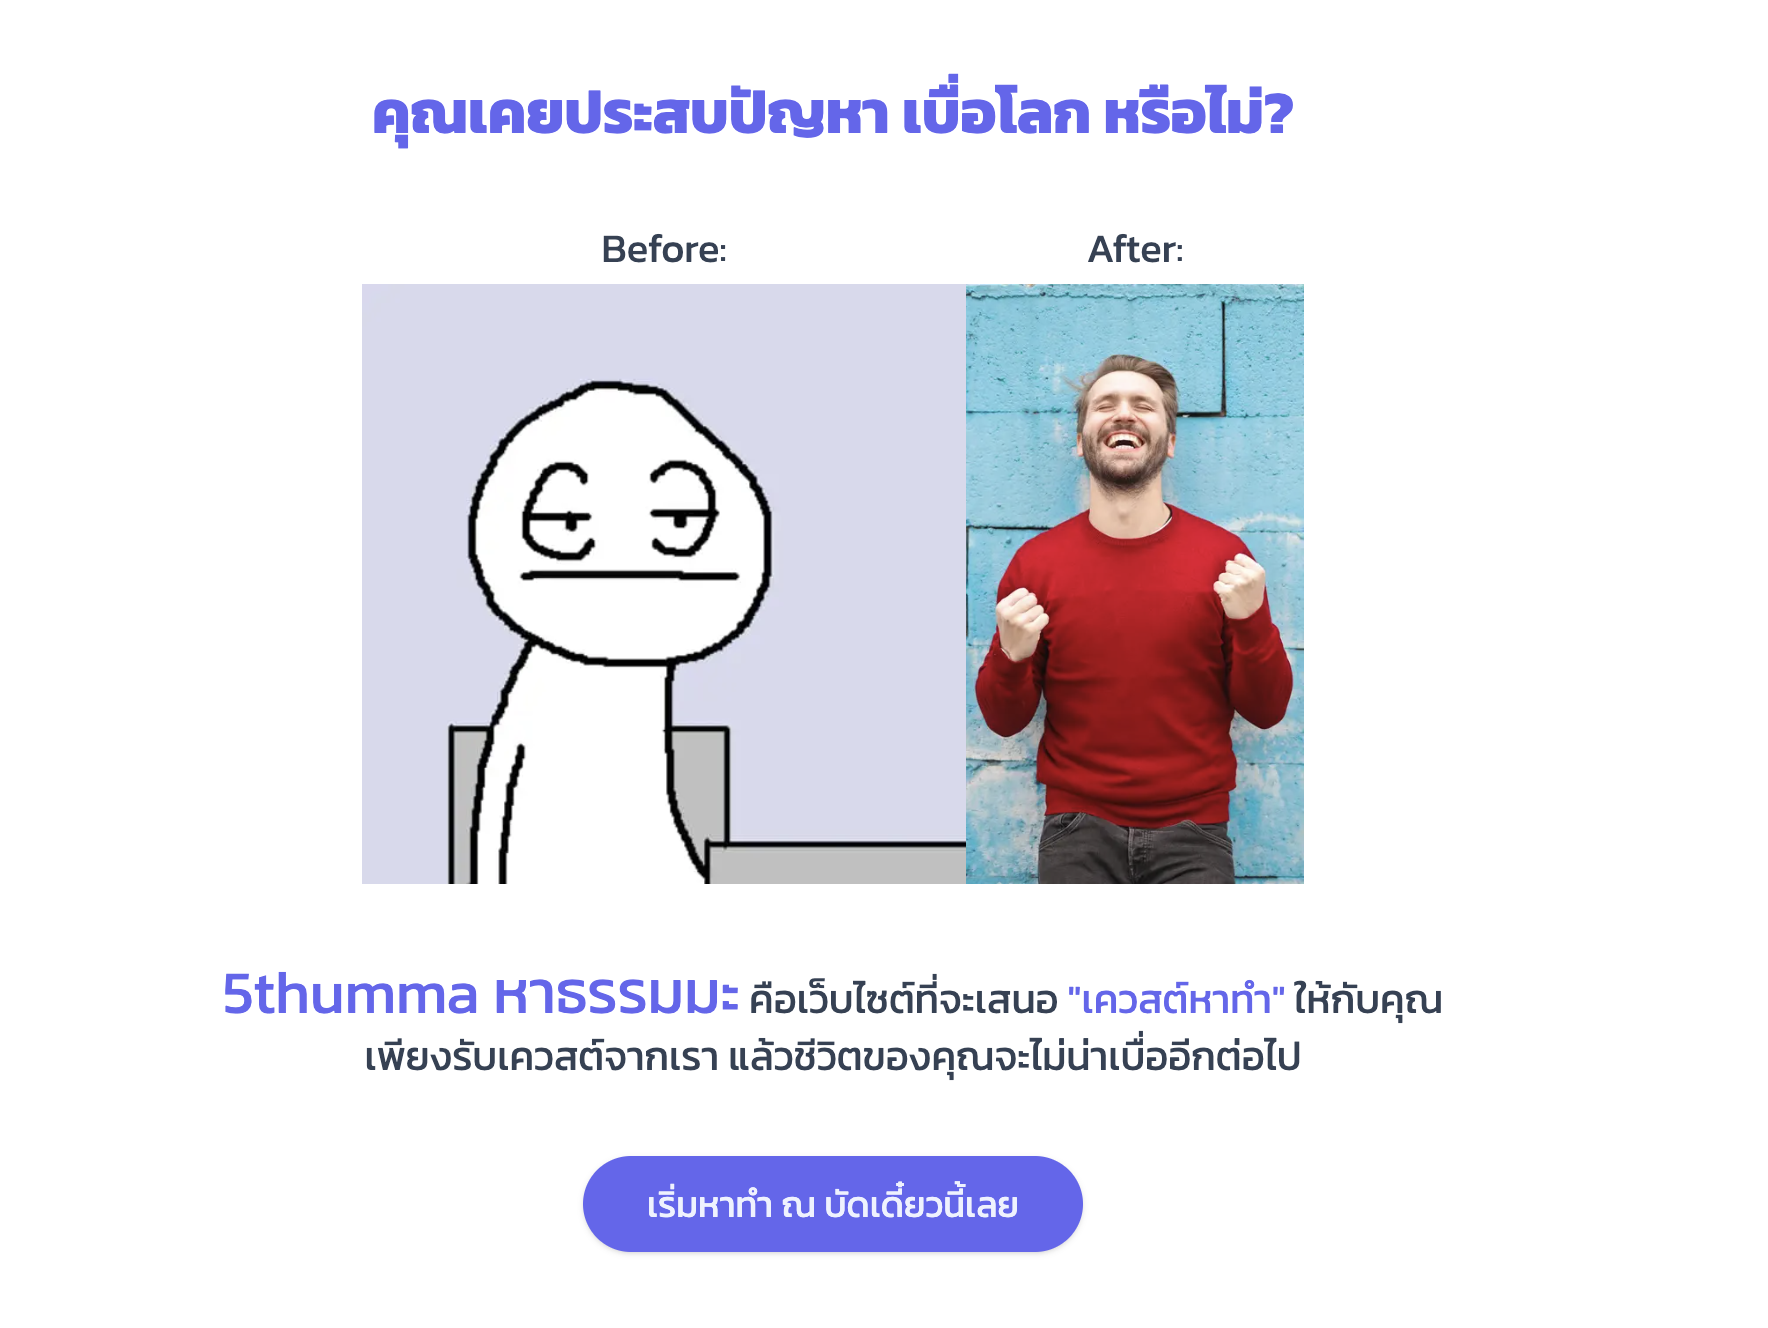 คุณเคยประสบปัญหา เบื่อโลก หรือไม่?
Before:
After:
5thumma หาธรรมมะ คือเว็บไซต์ที่จะเสนอ "เควสต์หาทำ" ให้กับคุณ
เพียงรับเควสต์จากเรา แล้วชีวิตของคุณจะไม่น่าเบื่ออีกต่อไป
เริ่มหาทำ ณ บัดเดี๋ยวนี้เลย